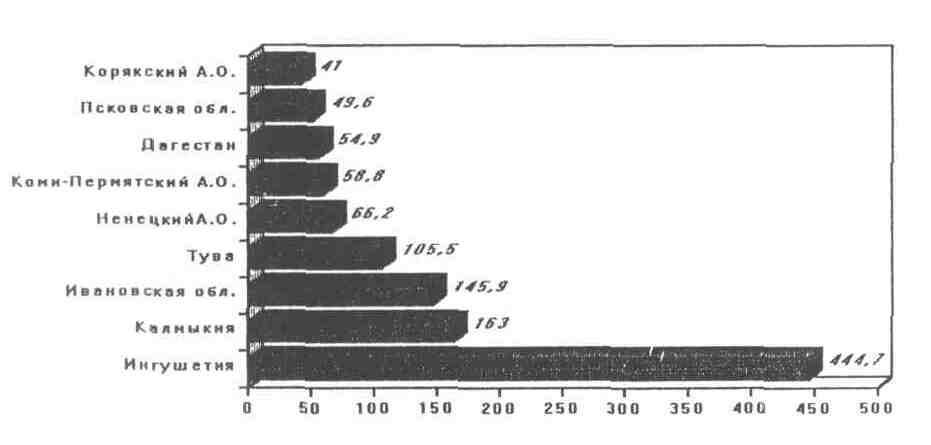 Корякский А.О. 41
Псковская обл. 49,6
Дагестан 54,9
Коми-Пермятский А.О. 58,8
НенецкийА.О. 66,2
Тува 105,5
Ивановская обл. 145,9
Калмыкия 163
Ингушетия 444,7
0 50 100 150 200 250 300 350 400 450 500